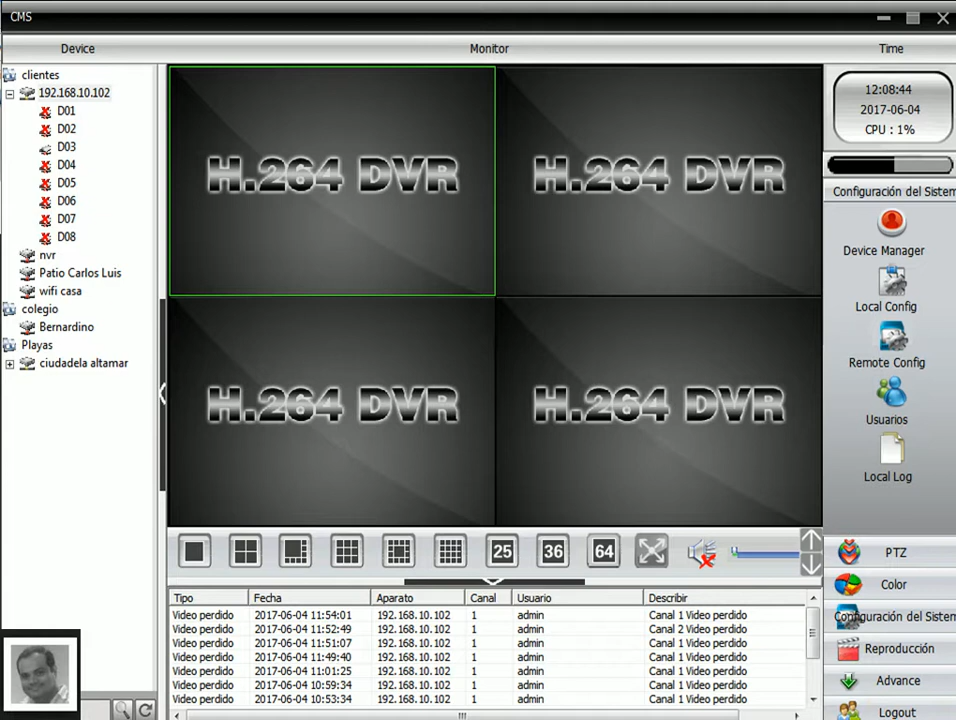 CMS
Device
Monitor
Time
clientes
192.168.10.102
D01
D02
D03
D04
D05
D06
D07
D08
nvr
Patio Carlos Luis
wifi casa
colegio
Bernardino
Playas
ciudadela altamar
H.264 DVR
H.264 DVR
H.264 DVR
H.264 DVR
12:08:44
2017-06-04
CPU : 1%
Configuración del Sistem
Device Manager
Local Config
Remote Config
Usuarios
Local Log
PTZ
Color
Configuración del Sistem
Reproducción
Advance
Logout
25
36
64
Tipo Fecha Aparato Canal Usuario Describir
Video perdido 2017-06-04 11:54:01 192.168.10.102 1 admin Canal 1 Video perdido
Video perdido 2017-06-04 11:52:49 192.168.10.102 1 admin Canal 2 Video perdido
Video perdido 2017-06-04 11:51:07 192.168.10.102 1 admin Canal 1 Video perdido
Video perdido 2017-06-04 11:49:40 192.168.10.102 1 admin Canal 1 Video perdido
Video perdido 2017-06-04 11:01:25 192.168.10.102 1 admin Canal 1 Video perdido
Video perdido 2017-06-04 10:59:34 192.168.10.102 1 admin Canal 1 Video perdido
Video perdido 2017-06-04 10:53:34 192.168.10.102 1 admin Canal 1 Video perdido